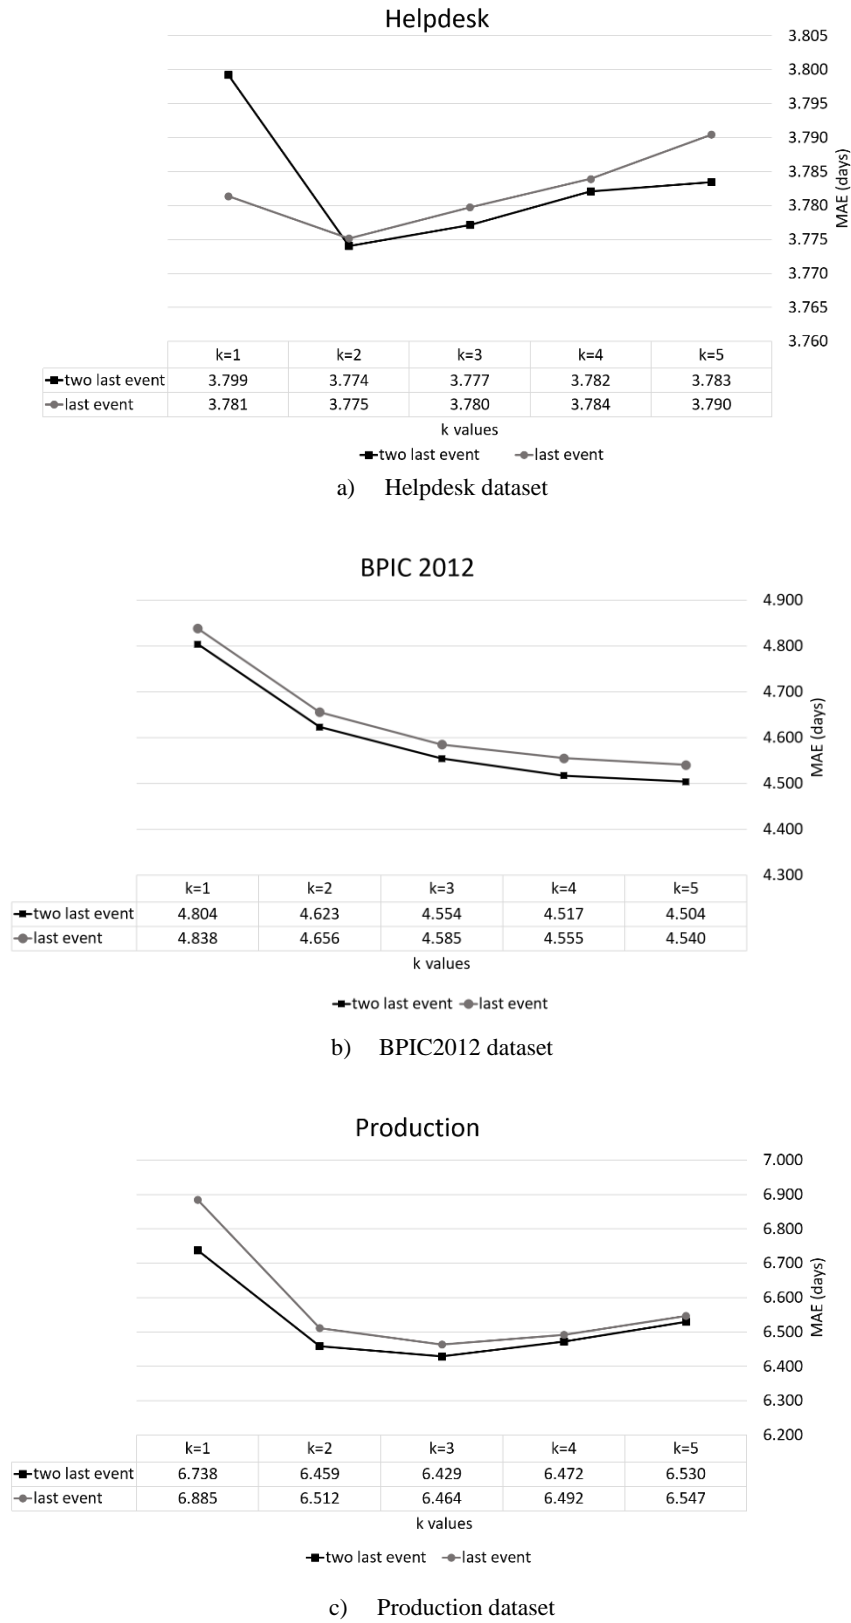 Helpdesk
3.805
3.800
3.795
3.790
3.785
3.780
3.775
3.770
3.765
3.760
MAE (days)
k=1 k=2 k=3 k=4 k=5
two last event 3.799 3.774 3.777 3.782 3.783
last event 3.781 3.775 3.780 3.784 3.790
k values
two last event last event
a) Helpdesk dataset
BPIC 2012
4.900
4.800
4.700
4.600
4.500
4.400
4.300
MAE (days)
k=1 k=2 k=3 k=4 k=5
two last event 4.804 4.623 4.554 4.517 4.504
last event 4.838 4.656 4.585 4.555 4.540
k values
two last event last event
b) BPIC2012 dataset
Production
7.000
6.900
6.800
6.700
6.600
6.500
6.400
6.300
6.200
MAE (days)
k=1 k=2 k=3 k=4 k=5
two last event 6.738 6.459 6.429 6.472 6.530
last event 6.885 6.512 6.464 6.492 6.547
k values
two last event last event
c) Production dataset